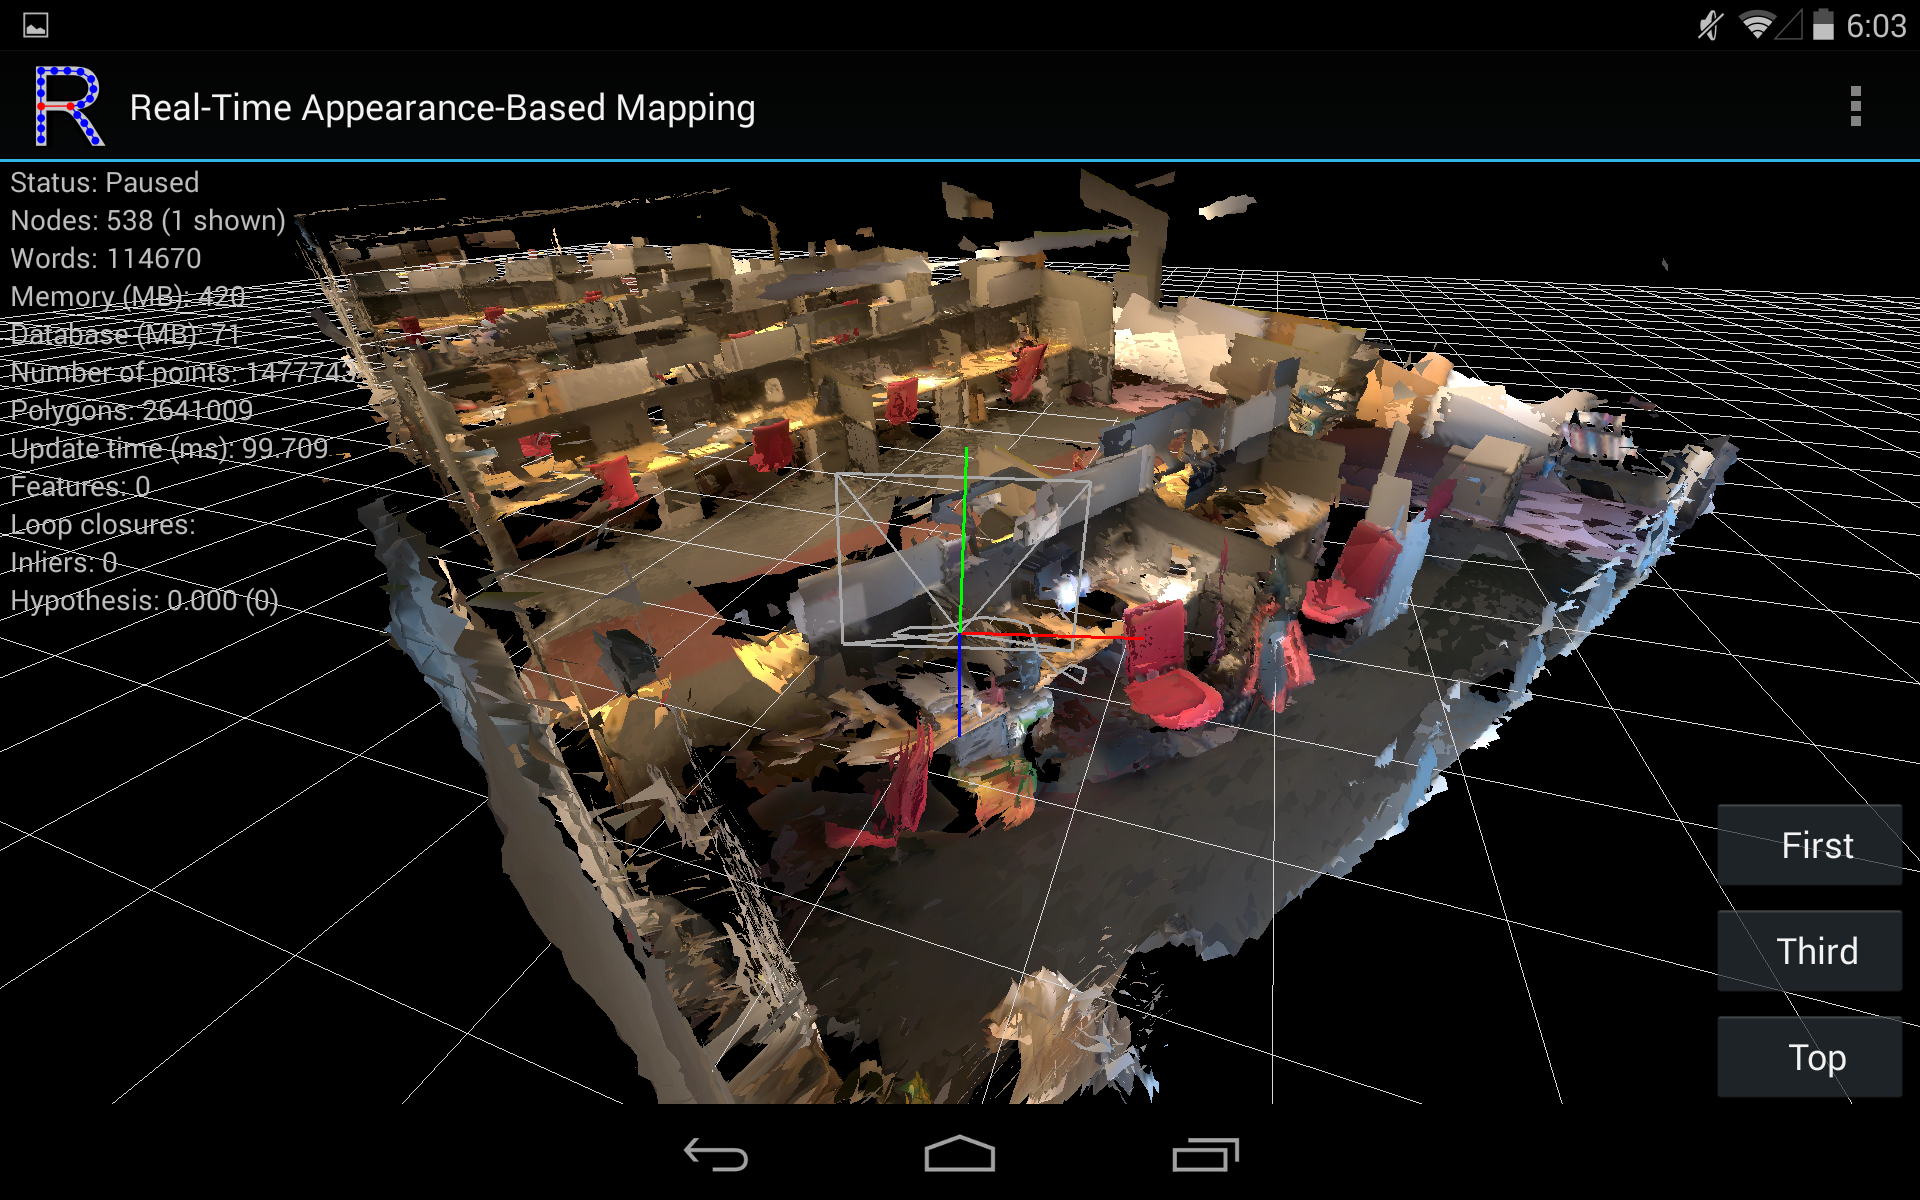 6:03
R
Real-Time Appearance-Based Mapping
Status: Paused
Nodes: 538 (1 shown)
Words: 114670
Memory (MB): 420
Database (MB): 71
Number of points: 1477743
Polygons: 2641009
Update time (ms): 99.709
Features: 0
Loop closures:
Inliers: 0
Hypothesis: 0.000 (0)
First
Third
Top